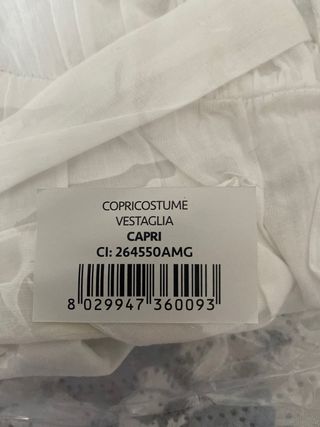 COPRICOSTUME
VESTAGLIA
CAPRI
CI: 264550AMG
8 029947 360093